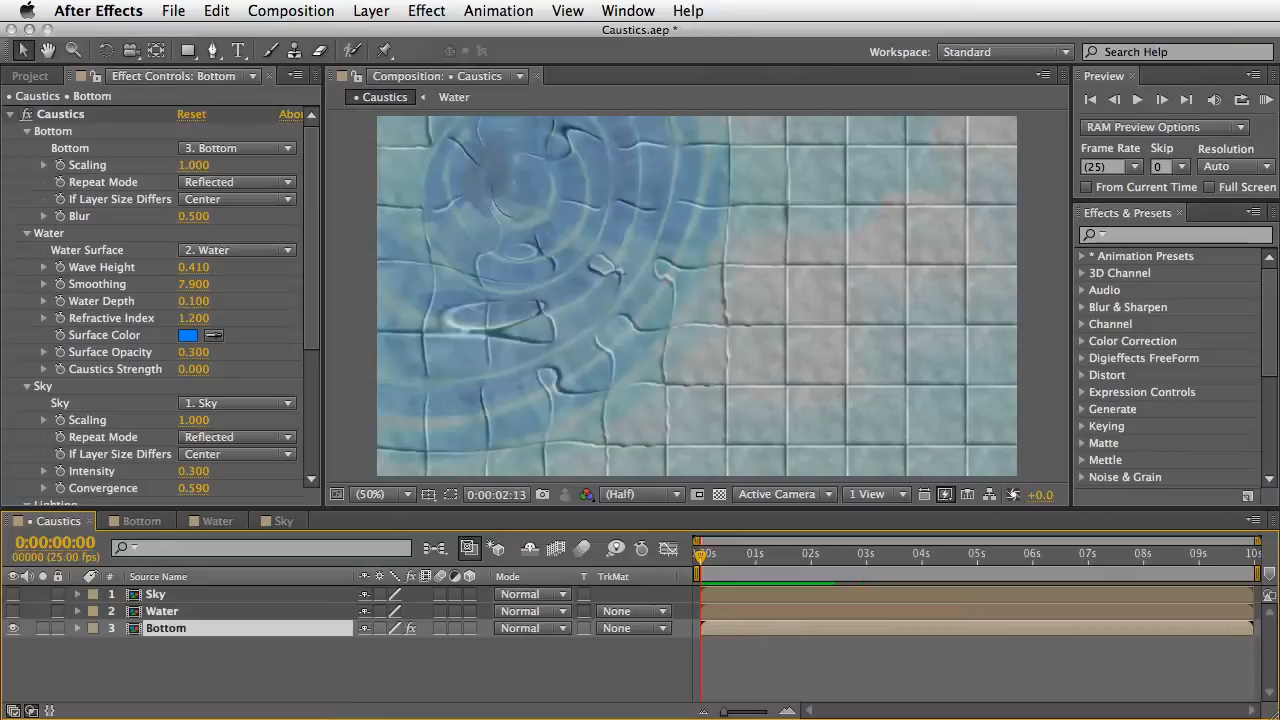 After Effects File Edit Composition Layer Effect Animation View Window Help
Caustics.aep *
Workspace: Standard Search Help
Project Effect Controls: Bottom Composition: • Caustics Preview
• Caustics • Bottom • Caustics Water
fx Caustics Reset
Bottom
Bottom 3. Bottom
Scaling 1.000
Repeat Mode Reflected
If Layer Size Differs Center
Blur 0.500
Water
Water Surface 2. Water
Wave Height 0.410
Smoothing 7.900
Water Depth 0.100
Refractive Index 1.200
Surface Color
Surface Opacity 0.300
Caustics Strength 0.000
Sky
Sky 1. Sky
Scaling 1.000
Repeat Mode Reflected
If Layer Size Differs Center
Intensity 0.300
Convergence 0.590
Lighting
(50%) 0:00:02:13 (Half) Active Camera 1 View +0.0
RAM Preview Options
Frame Rate Skip Resolution
(25) (0) Auto
From Current Time Full Screen
Effects & Presets
* Animation Presets
3D Channel
Audio
Blur & Sharpen
Channel
Color Correction
Digieffects FreeForm
Distort
Expression Controls
Generate
Keying
Matte
Mettle
Noise & Grain
• Caustics Bottom Water Sky
0:00:00:00
00000 (25.00 fps)
01s 02s 03s 04s 05s 06s 07s 08s 09s
# Source Name fx Mode T TrkMat
1 Sky Normal
2 Water Normal None
3 Bottom fx Normal None